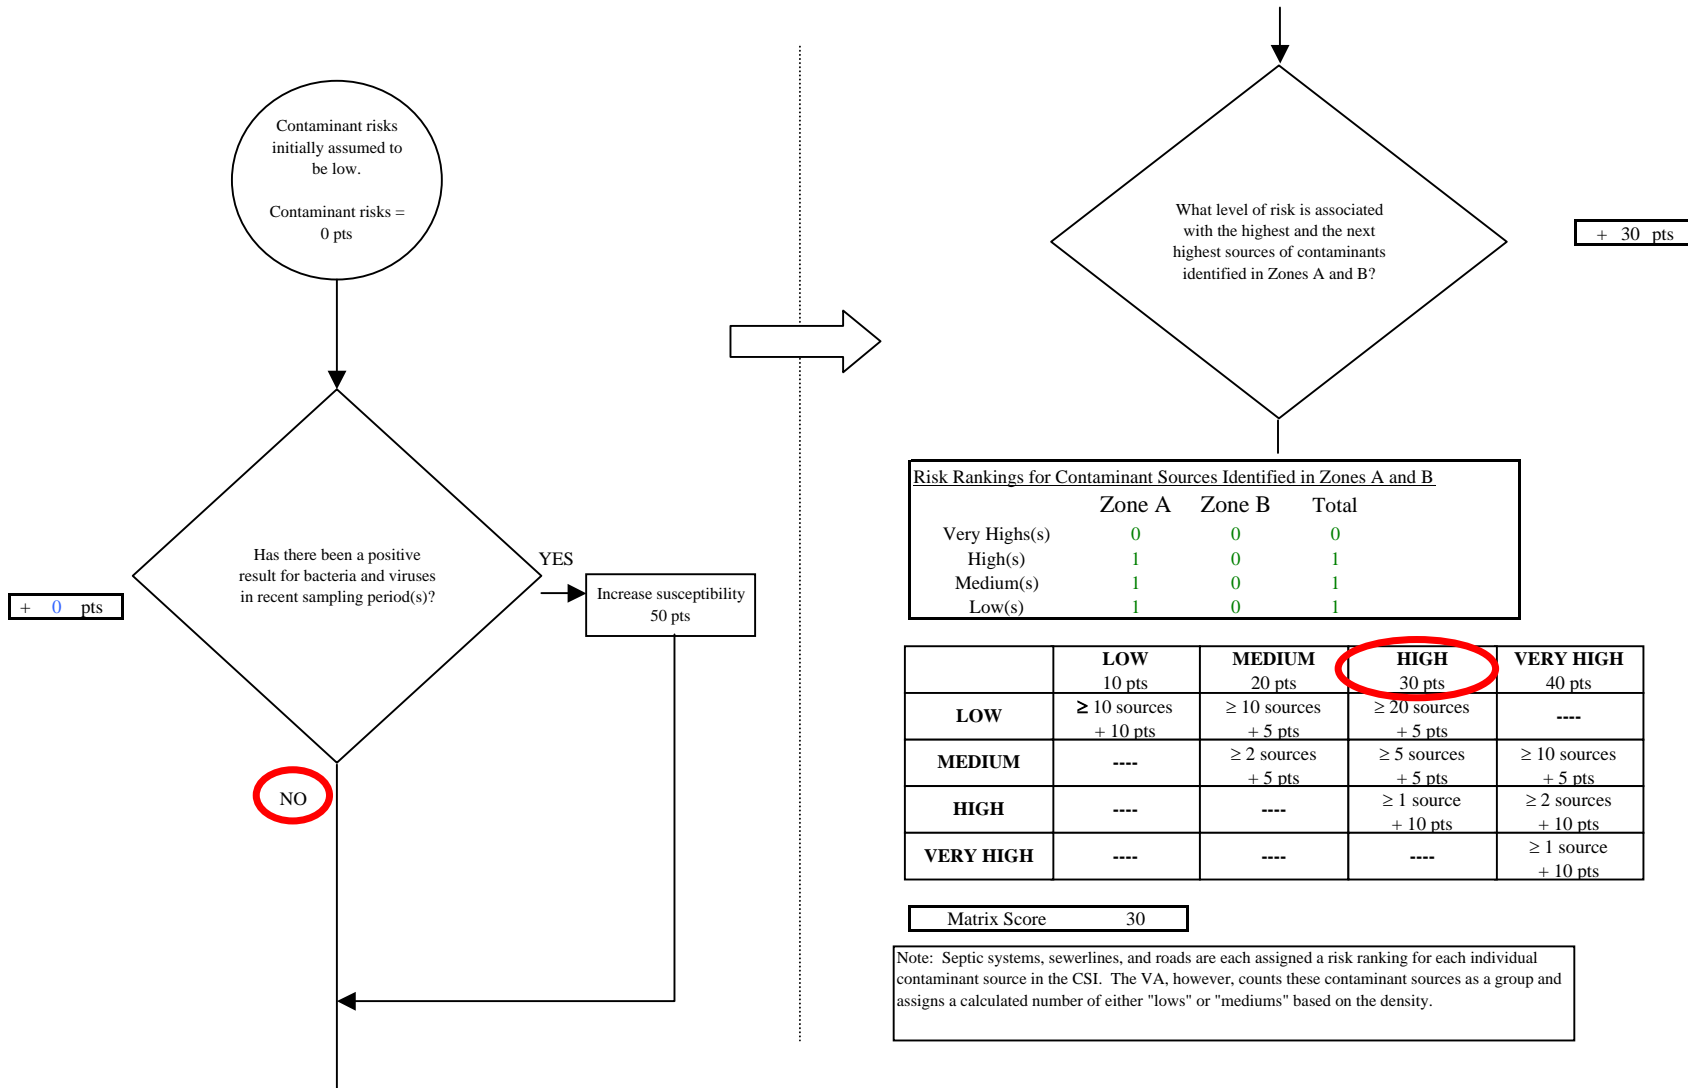 Contaminant risks
initially assumed to
be low.
Contaminant risks =
0 pts
Has there been a positive
result for bacteria and viruses
in recent sampling period(s)?
YES
Increase susceptibility
50 pts
+ 0 pts
NO
What level of risk is associated
with the highest and the next
highest sources of contaminants
identified in Zones A and B?
+ 30 pts
Risk Rankings for Contaminant Sources Identified in Zones A and B
Zone A Zone B Total
Very Highs(s) 0 0 0
High(s) 1 0 1
Medium(s) 1 0 1
Low(s) 1 0 1
LOW MEDIUM HIGH VERY HIGH
10 pts 20 pts 30 pts 40 pts
LOW ≥ 10 sources ≥ 10 sources ≥ 20 sources ----
+ 10 pts + 5 pts + 5 pts
MEDIUM ---- ≥ 2 sources ≥ 5 sources ≥ 10 sources
+ 5 pts + 5 pts + 5 pts
HIGH ---- ---- ≥ 1 source ≥ 2 sources
+ 10 pts + 10 pts
VERY HIGH ---- ---- ---- ≥ 1 source
+ 10 pts
Matrix Score 30
Note: Septic systems, sewerlines, and roads are each assigned a risk ranking for each individual
contaminant source in the CSI. The VA, however, counts these contaminant sources as a group and
assigns a calculated number of either "lows" or "mediums" based on the density.